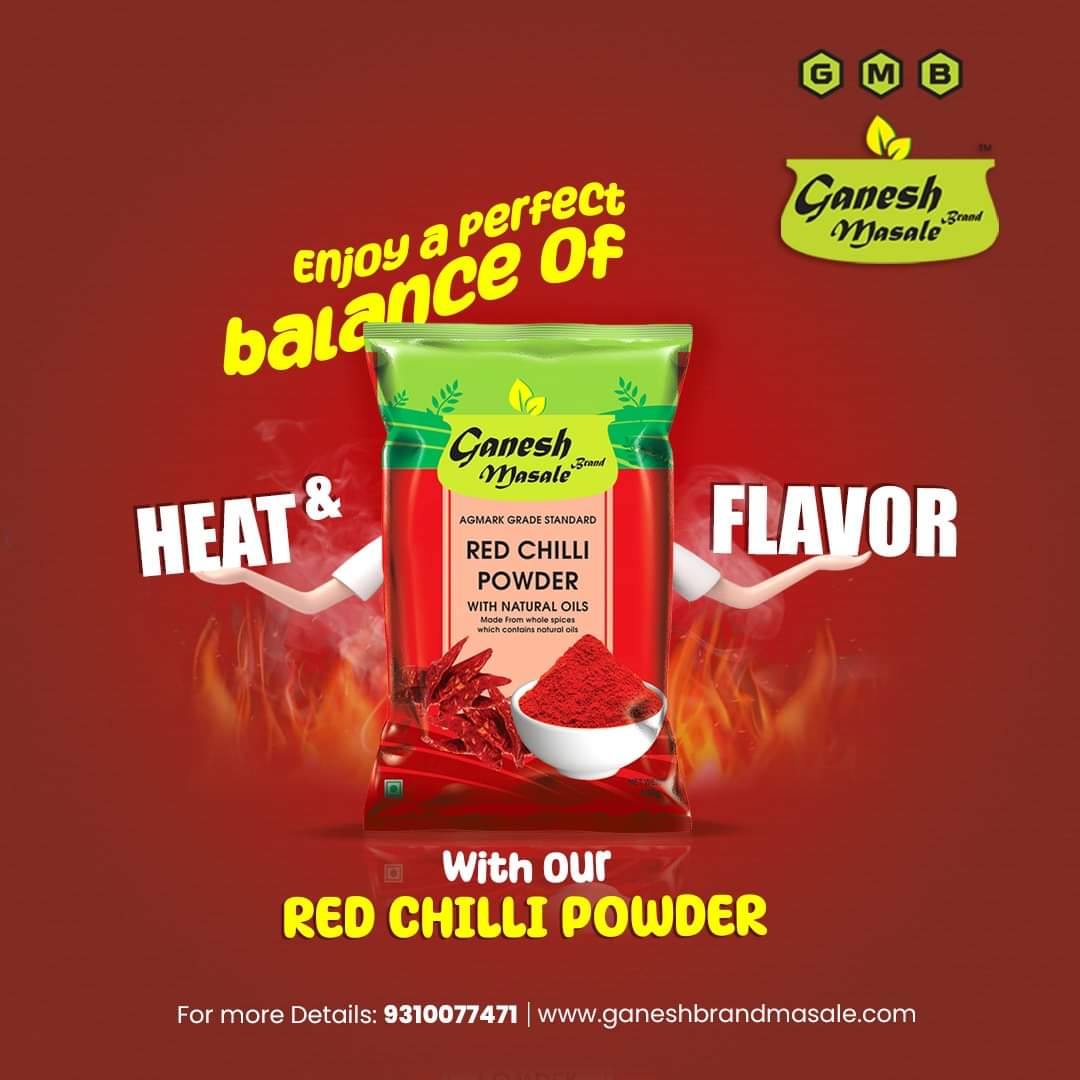 G M B
TM
Ganesh
Masale Brand
Enjoy a perfect
balance of
HEAT &
FLAVOR
Ganesh
Masale Brand
AGMARK GRADE STANDARD
RED CHILLI
POWDER
WITH NATURAL OILS
Made From whole spices
which contains natural oils
With our
RED CHILLI POWDER
For more Details: 9310077471 | www.ganeshbrandmasale.com